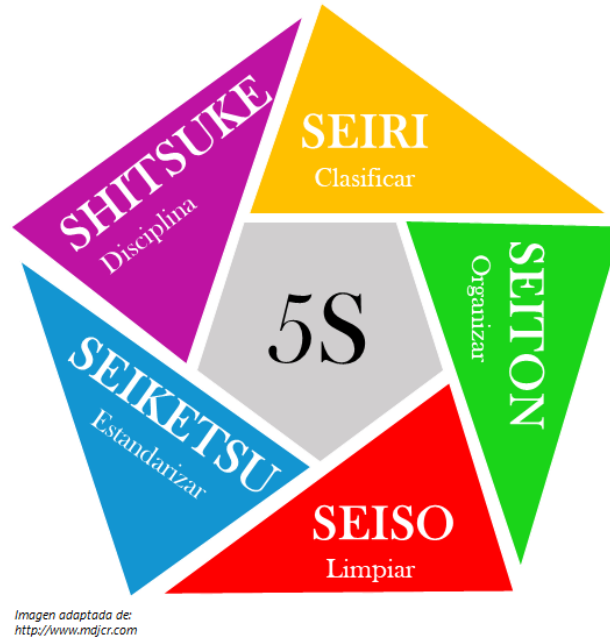 SEIRI
Clasificar
SEITON
Organizar
SEISO
Limpiar
SEIKETSU
Estandarizar
SHITSUKE
Disciplina
5S
Imagen adaptada de:
http://www.mdjcr.com